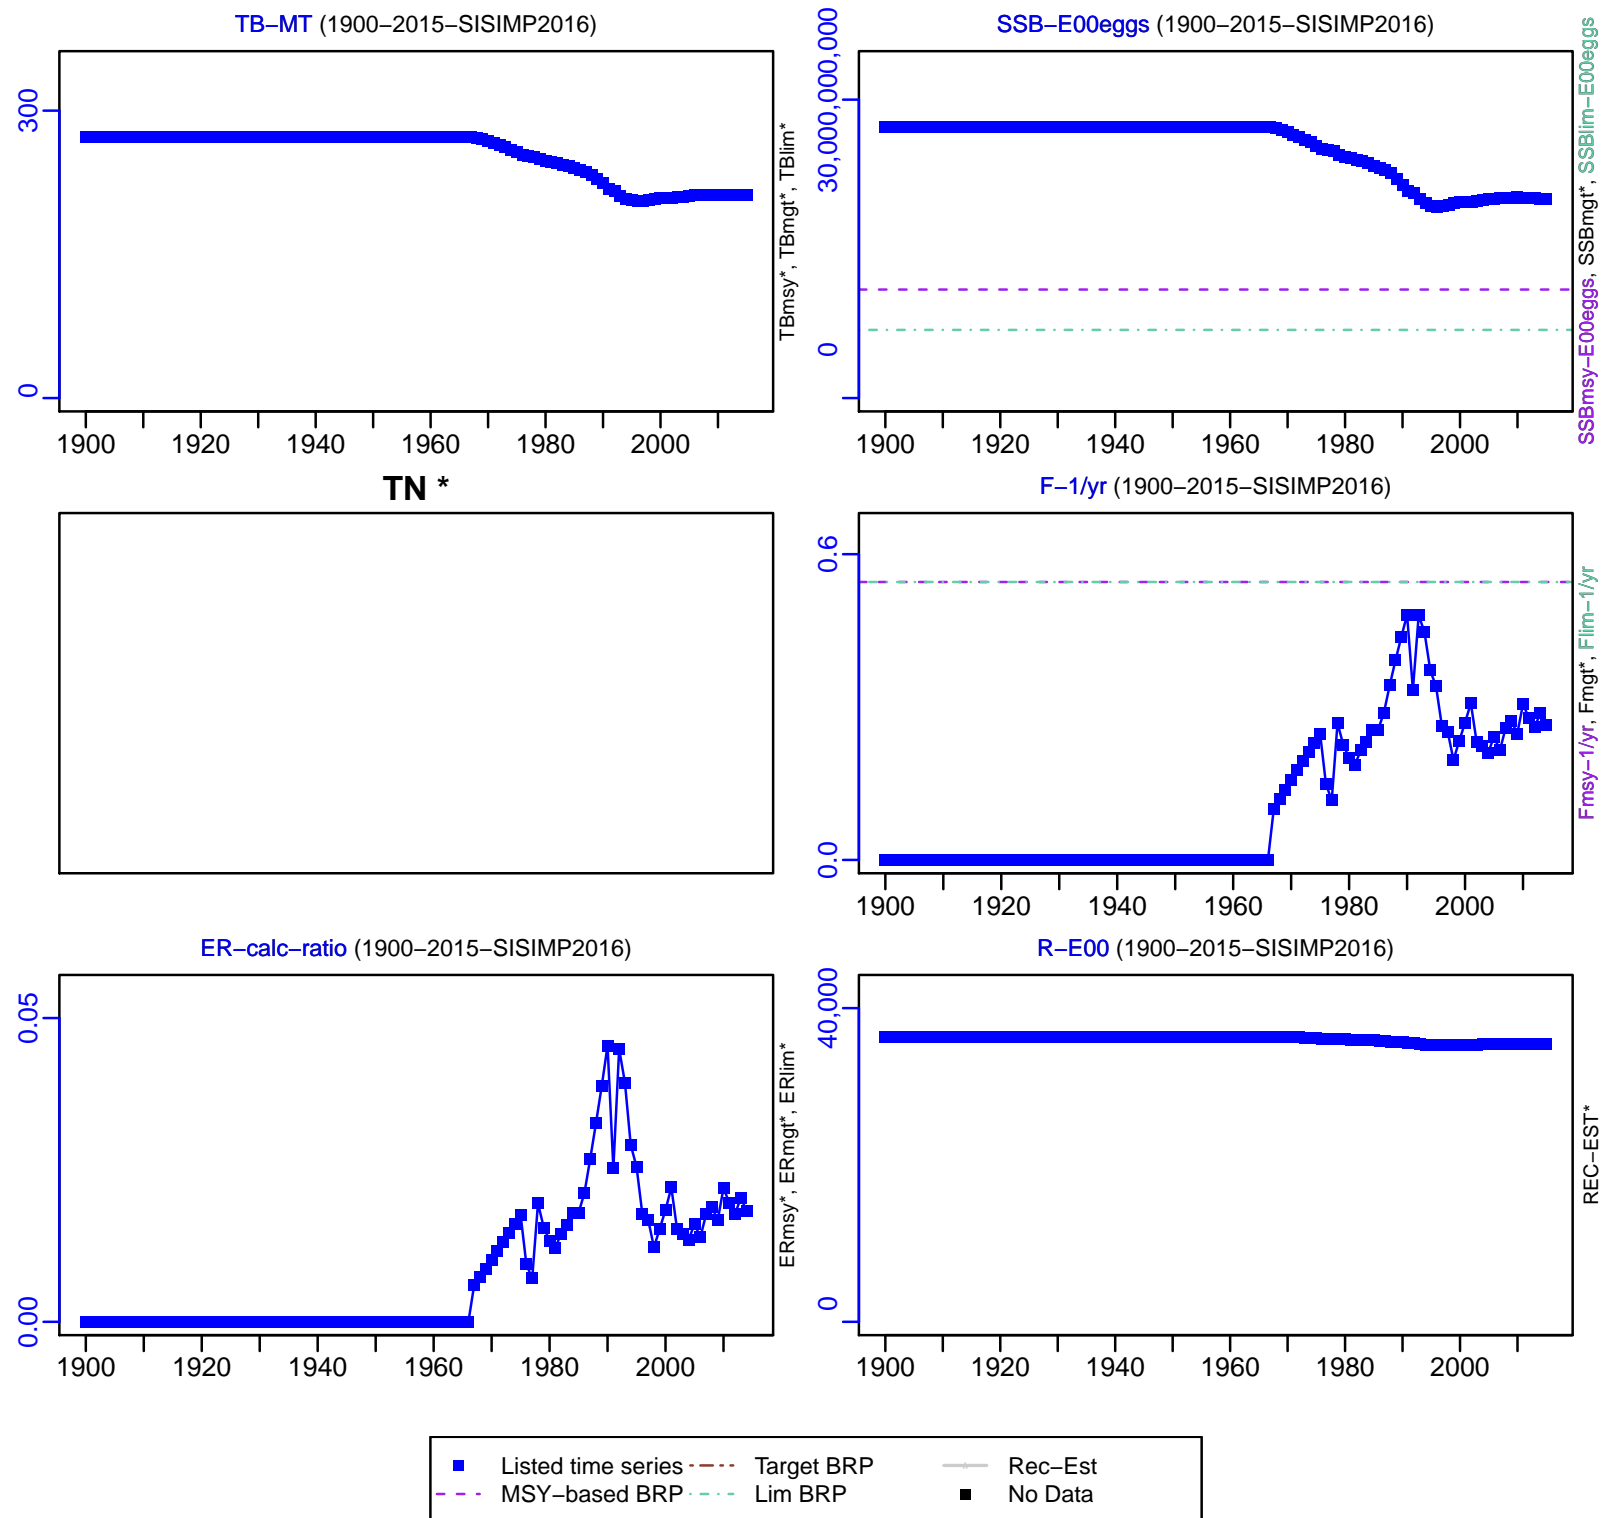 TB−MT (1900−2015−SISIMP2016)
300
0
1900 1920 1940 1960 1980 2000
TBmsy*, TBmgt*, TBlim*
SSB−E00eggs (1900−2015−SISIMP2016)
30,000,000
0
1900 1920 1940 1960 1980 2000
SSBmsy−E00eggs, SSBmgt*, SSBlim−E00eggs
TN *
F−1/yr (1900−2015−SISIMP2016)
0.6
0.0
1900 1920 1940 1960 1980 2000
Fmsy−1/yr, Fmgt*, Flim−1/yr
ER−calc−ratio (1900−2015−SISIMP2016)
0.05
0.00
1900 1920 1940 1960 1980 2000
ERmsy*, ERmgt*, ERlim*
R−E00 (1900−2015−SISIMP2016)
40,000
0
1900 1920 1940 1960 1980 2000
REC−EST*
Listed time series Target BRP Rec−Est
MSY−based BRP Lim BRP No Data